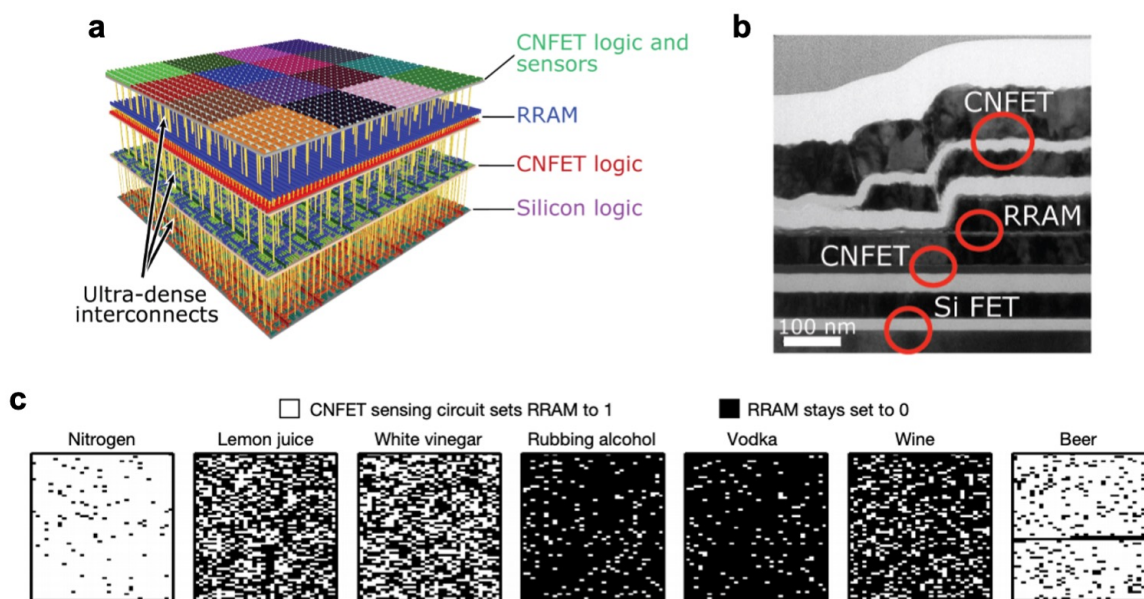 a
CNFET logic and
sensors
RRAM
CNFET logic
Silicon logic
Ultra-dense
interconnects
b
CNFET
RRAM
CNFET
Si FET
100 nm
c
CNFET sensing circuit sets RRAM to 1
RRAM stays set to 0
Nitrogen
Lemon juice
White vinegar
Rubbing alcohol
Vodka
Wine
Beer